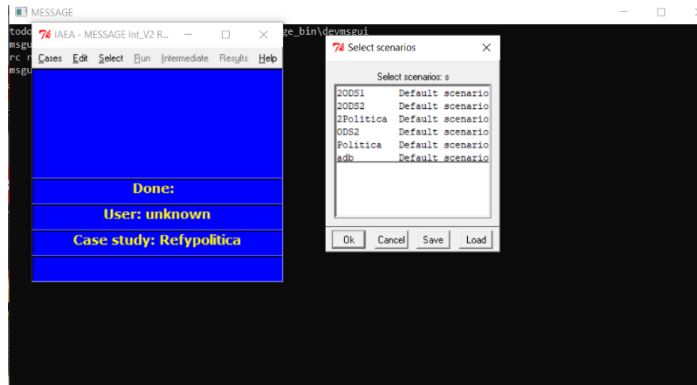 MESSAGE
todo
ge_bin\devmsgui
msgu
rc r
msgu
IAEA - MESSAGE Int_V2 R...
Cases Edit Select Run Intermediate Results Help
Done:
User: unknown
Case study: Refypolitica
Select scenarios
Select scenarios: s
2ODS1 Default scenario
2ODS2 Default scenario
2Politica Default scenario
ODS2 Default scenario
Politica Default scenario
adb Default scenario
Ok Cancel Save Load